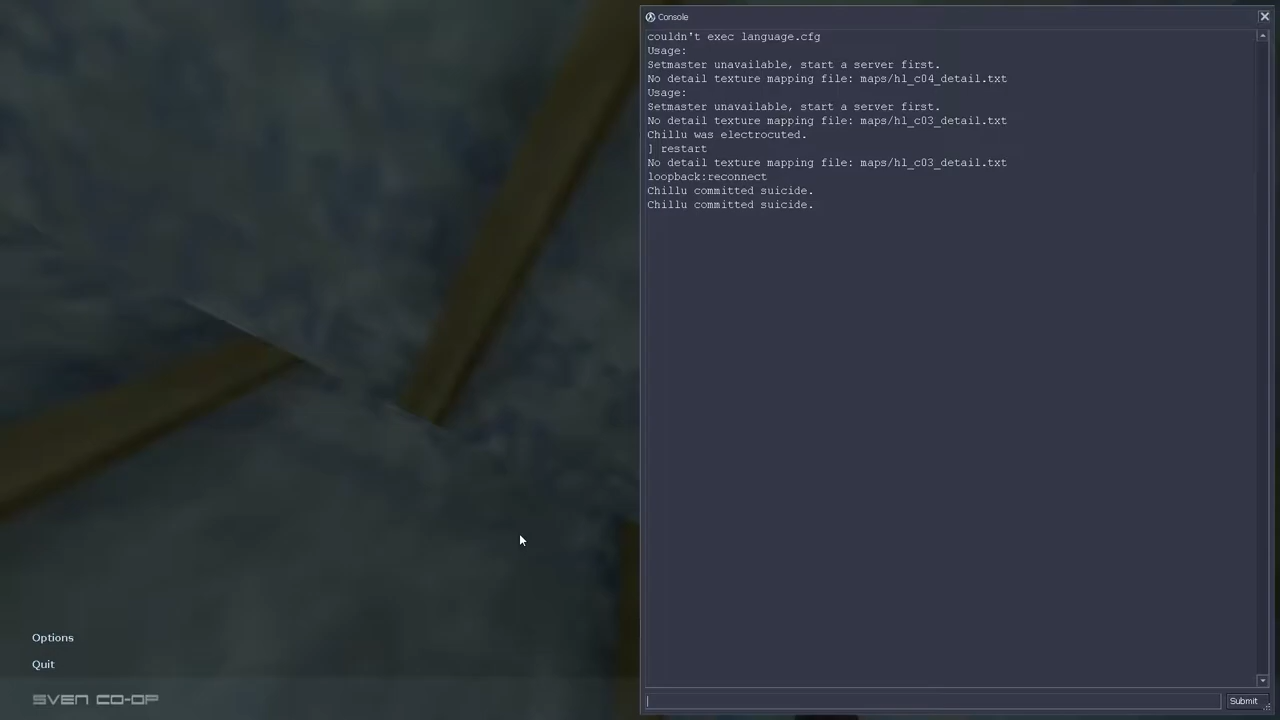 Console
couldn't exec language.cfg
Usage:
Setmaster unavailable, start a server first.
No detail texture mapping file: maps/hl_c04_detail.txt
Usage:
Setmaster unavailable, start a server first.
No detail texture mapping file: maps/hl_c03_detail.txt
Chillu was electrocuted.
] restart
No detail texture mapping file: maps/hl_c03_detail.txt
loopback:reconnect
Chillu committed suicide.
Chillu committed suicide.
Options
Quit
SVEN CO-OP
Submit